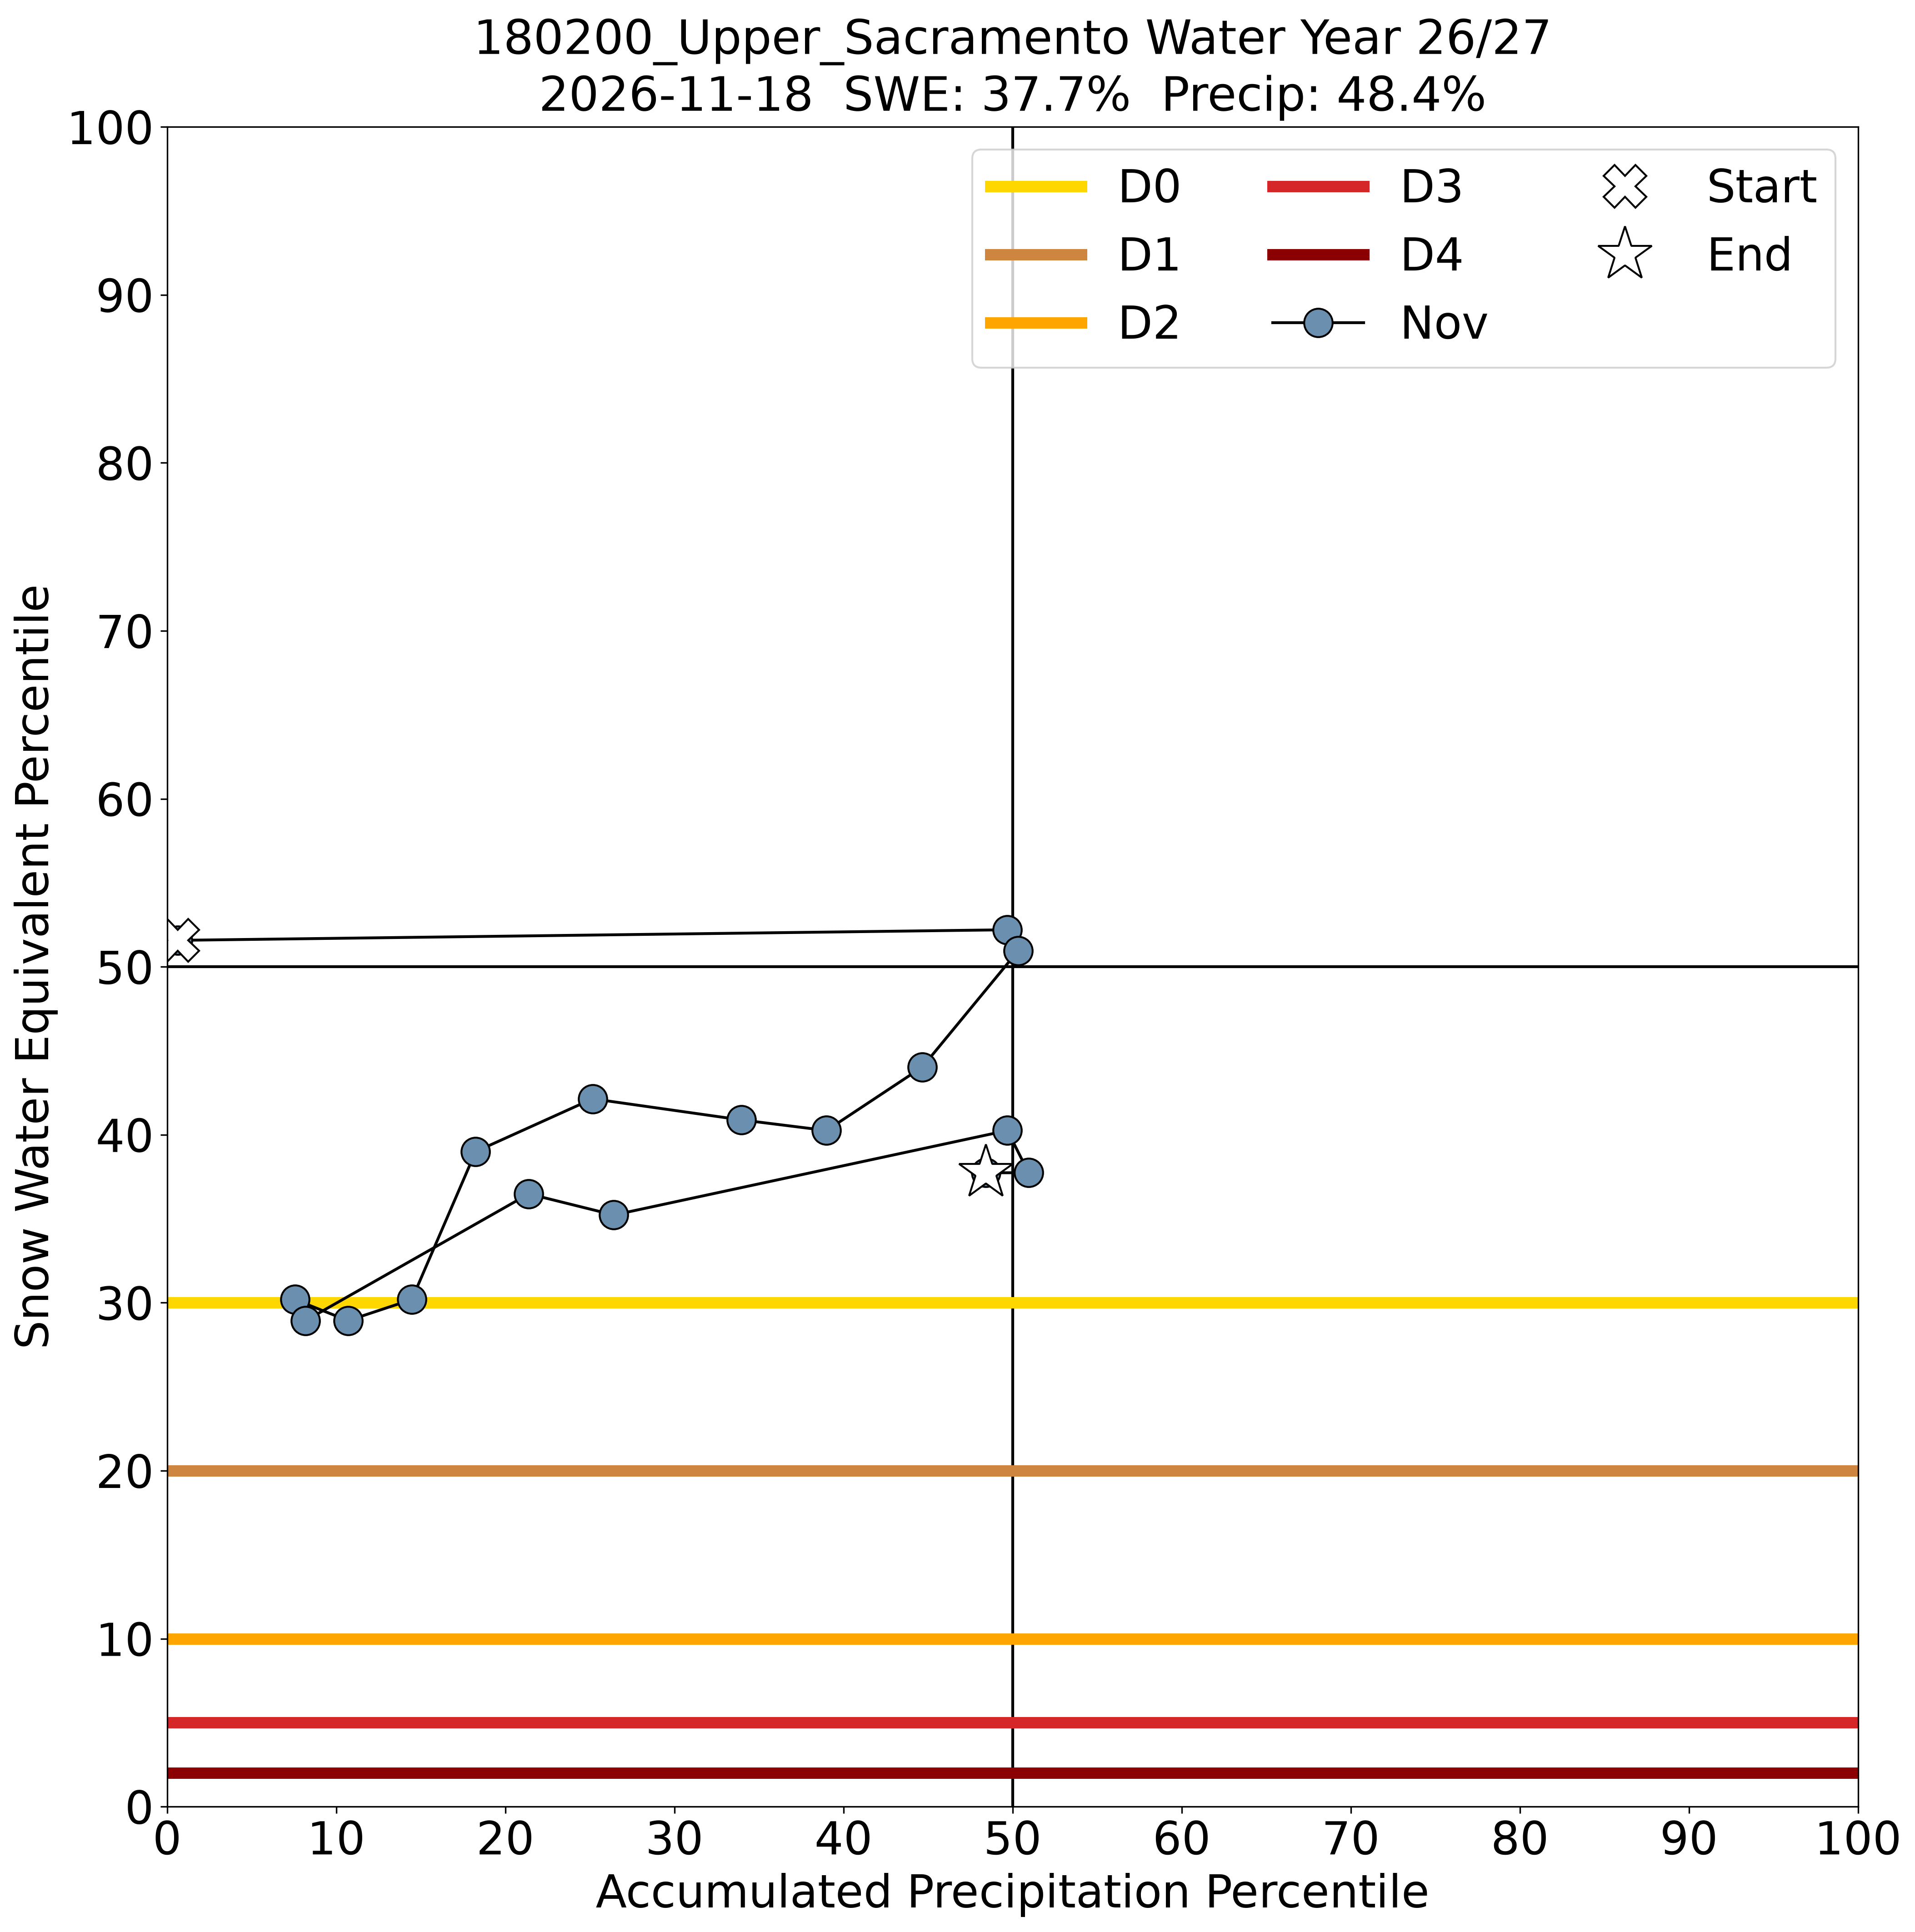 180200_Upper_Sacramento Water Year 26/27
2026-11-18  SWE: 37.7%  Precip: 48.4%
100
90
80
70
60
50
40
30
20
10
0
Snow Water Equivalent Percentile
D0
D1
D2
D3
D4
Nov
Start
End
0 10 20 30 40 50 60 70 80 90 100
Accumulated Precipitation Percentile